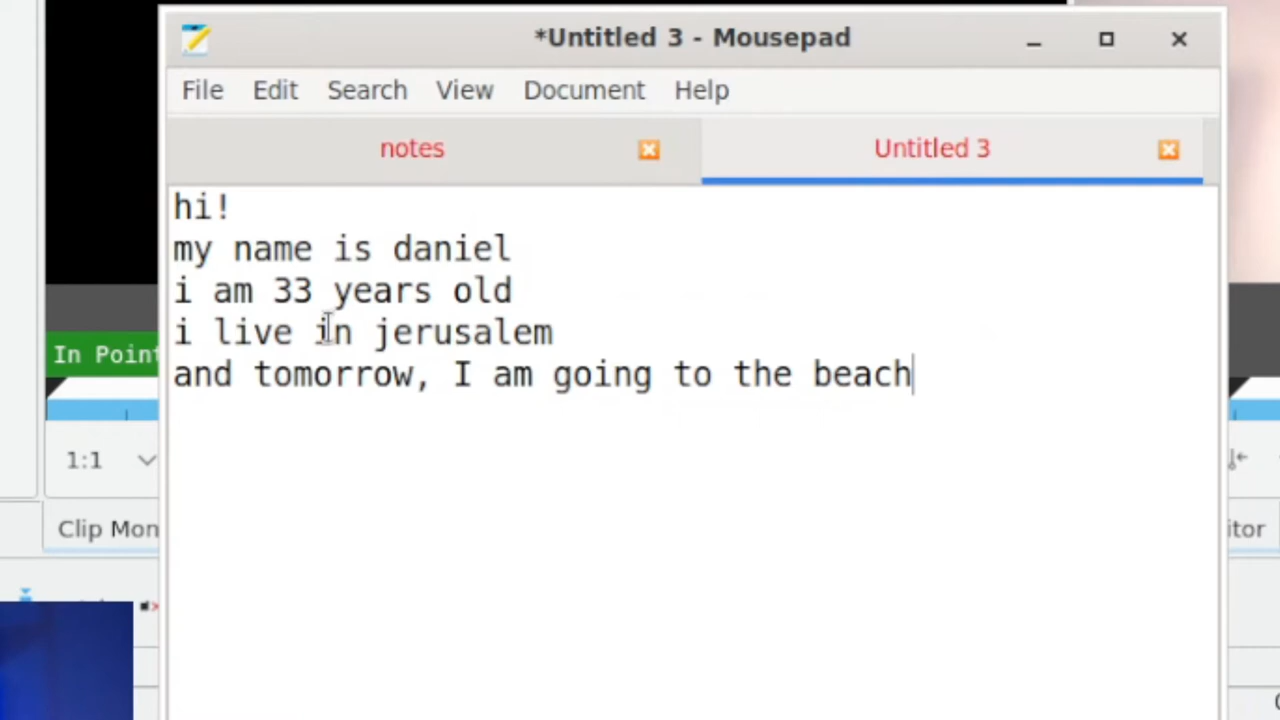 *Untitled 3 - Mousepad
File Edit Search View Document Help
notes Untitled 3
hi!
my name is daniel
i am 33 years old
i live in jerusalem
and tomorrow, I am going to the beach
In Point
1:1
Clip Mon
itor